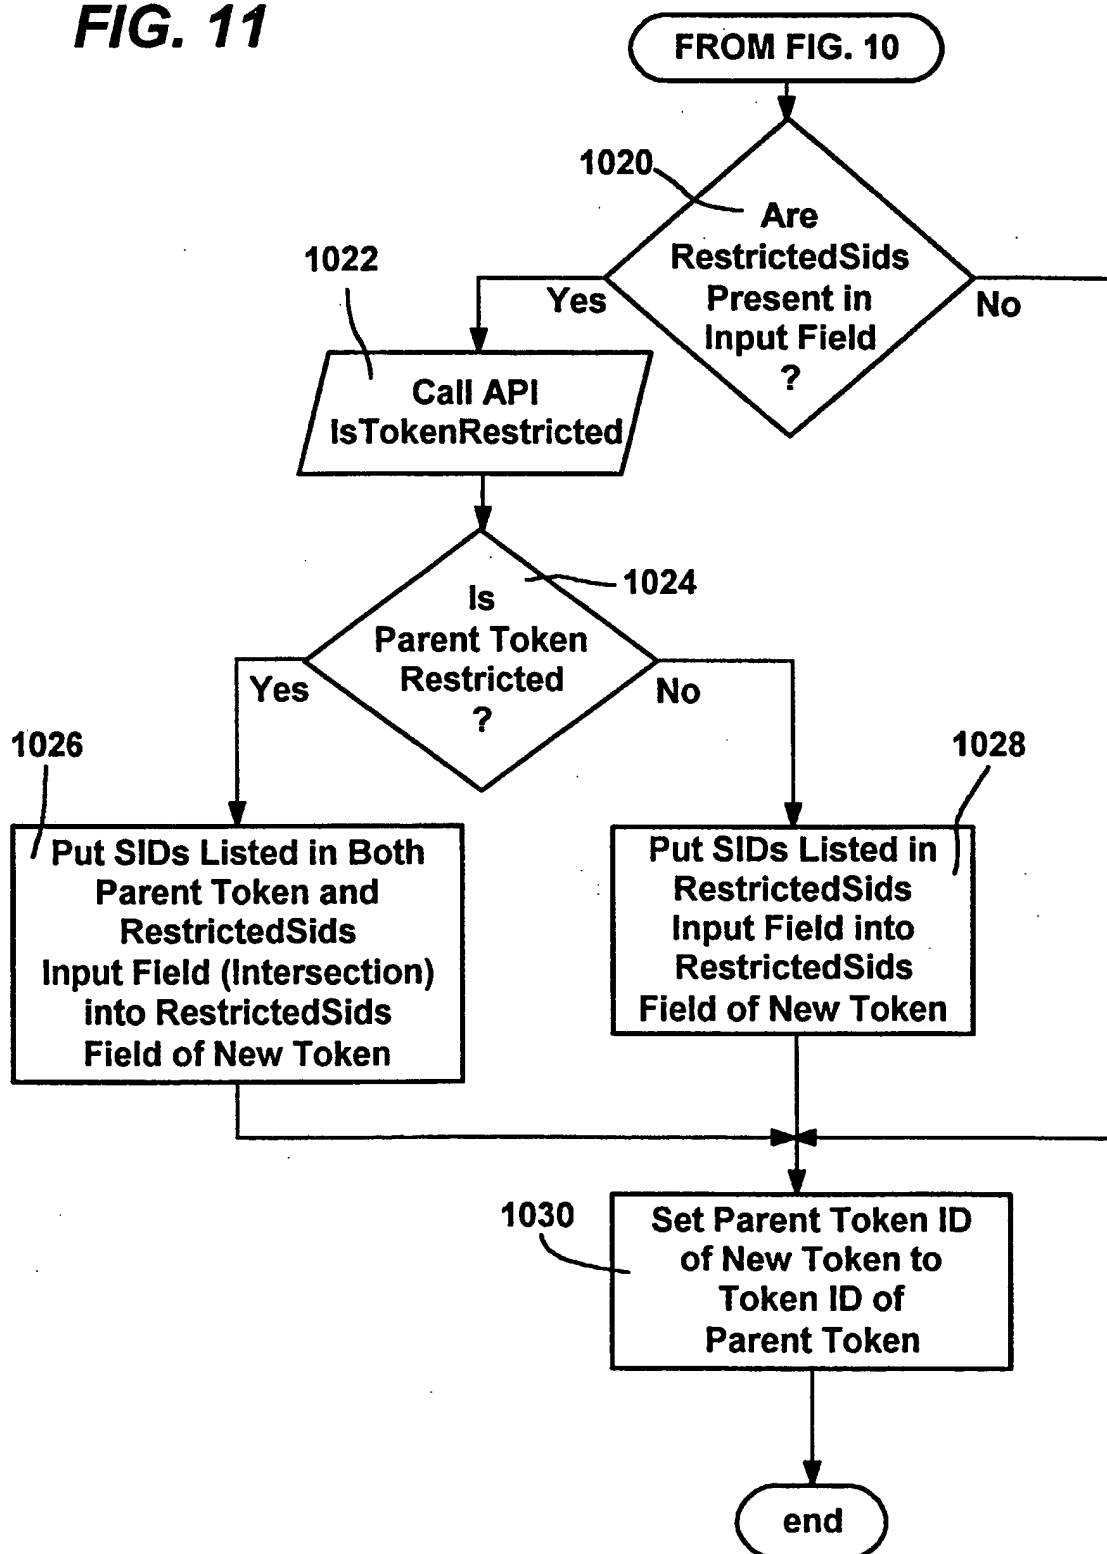 FIG. 11
FROM FIG. 10
1020
Are
RestrictedSids
Present in
Input Field
?
Yes
No
1022
Call API
IsTokenRestricted
1024
Is
Parent Token
Restricted
?
Yes
No
1026
Put SIDs Listed in Both
Parent Token and
RestrictedSids
Input Field (Intersection)
into RestrictedSids
Field of New Token
1028
Put SIDs Listed in
RestrictedSids
Input Field into
RestrictedSids
Field of New Token
1030
Set Parent Token ID
of New Token to
Token ID of
Parent Token
end